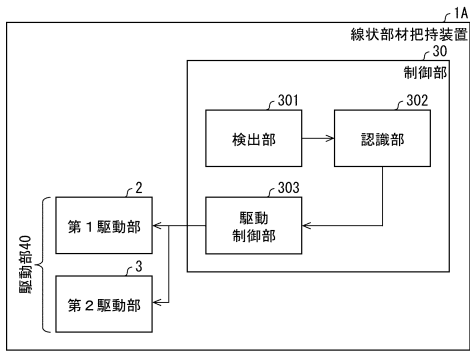 1A
線状部材把持装置
30
制御部
301
302
検出部
認識部
303
2
第1駆動部
駆動
制御部
駆動部40
3
第2駆動部